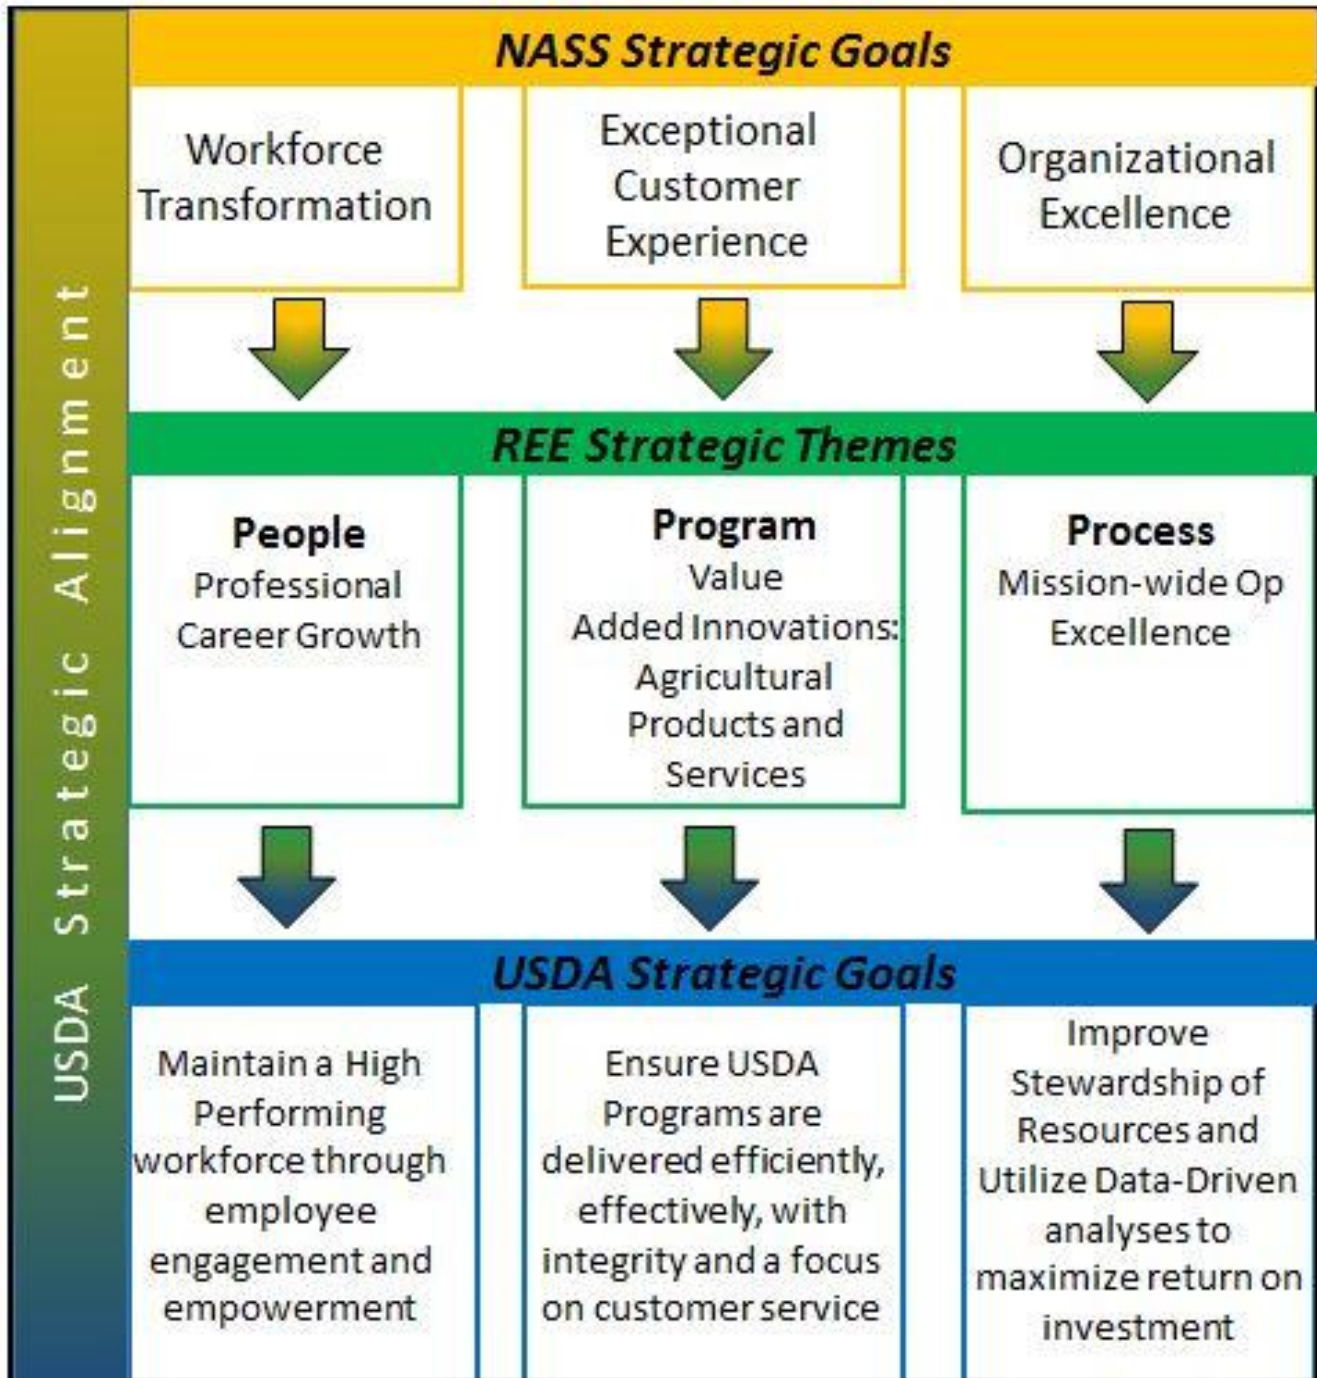 USDA Strategic Alignment
NASS Strategic Goals
Workforce
Transformation
Exceptional
Customer
Experience
Organizational
Excellence
REE Strategic Themes
People
Professional
Career Growth
Program
Value
Added Innovations:
Agricultural
Products and
Services
Process
Mission-wide Op
Excellence
USDA Strategic Goals
Maintain a High
Performing
workforce through
employee
engagement and
empowerment
Ensure USDA
Programs are
delivered efficiently,
effectively, with
integrity and a focus
on customer service
Improve
Stewardship of
Resources and
Utilize Data-Driven
analyses to
maximize return on
investment